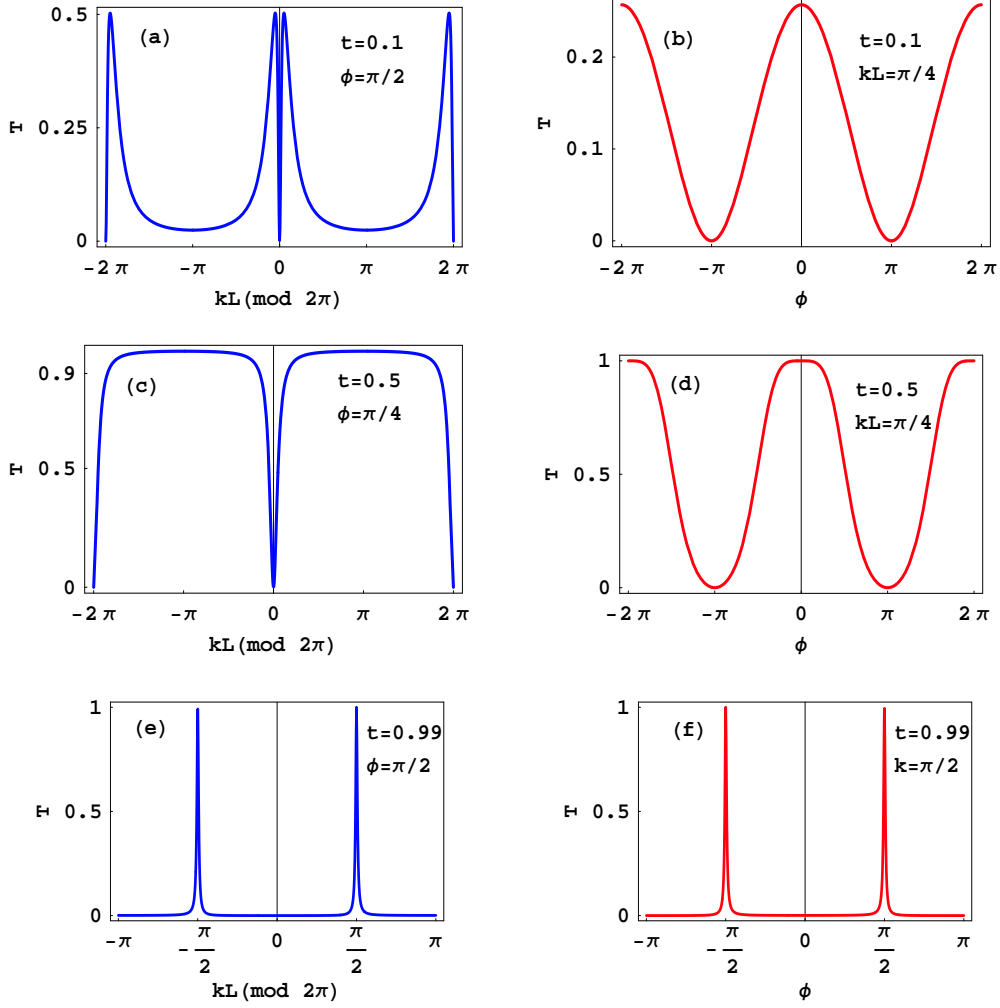 (a)
t=0.1
ϕ=π/2
T
0.5
0.25
0
-2 π
-π
0
π
2 π
kL(mod 2π)
(b)
t=0.1
kL=π/4
T
0.2
0.1
0
-2 π
-π
0
π
2 π
ϕ
(c)
t=0.5
ϕ=π/4
T
0.9
0.5
0
-2 π
-π
0
π
2 π
kL(mod 2π)
(d)
t=0.5
kL=π/4
T
1
0.5
0
-2 π
-π
0
π
2 π
ϕ
(e)
t=0.99
ϕ=π/2
T
1
0.5
0
-π
-π/2
0
π/2
π
kL(mod 2π)
(f)
t=0.99
k=π/2
T
1
0.5
0
-π
-π/2
0
π/2
π
ϕ